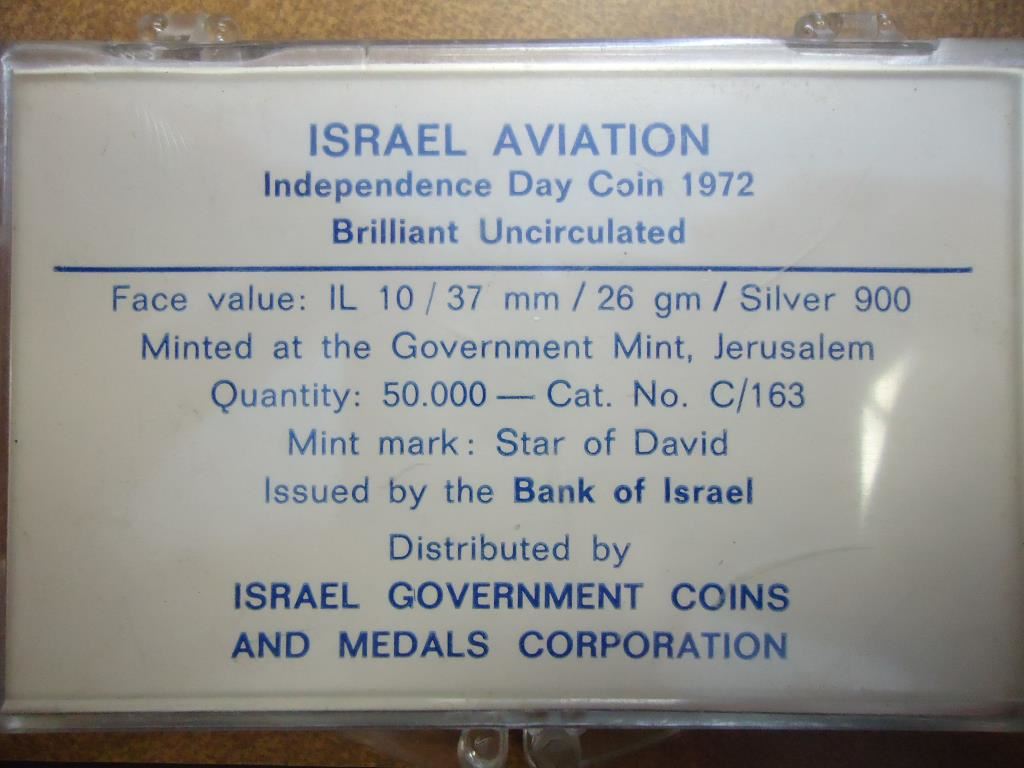 ISRAEL AVIATION
Independence Day Coin 1972
Brilliant Uncirculated
Face value: IL 10 / 37 mm / 26 gm / Silver 900
Minted at the Government Mint, Jerusalem
Quantity: 50.000 — Cat. No. C/163
Mint mark: Star of David
Issued by the Bank of Israel
Distributed by
ISRAEL GOVERNMENT COINS
AND MEDALS CORPORATION